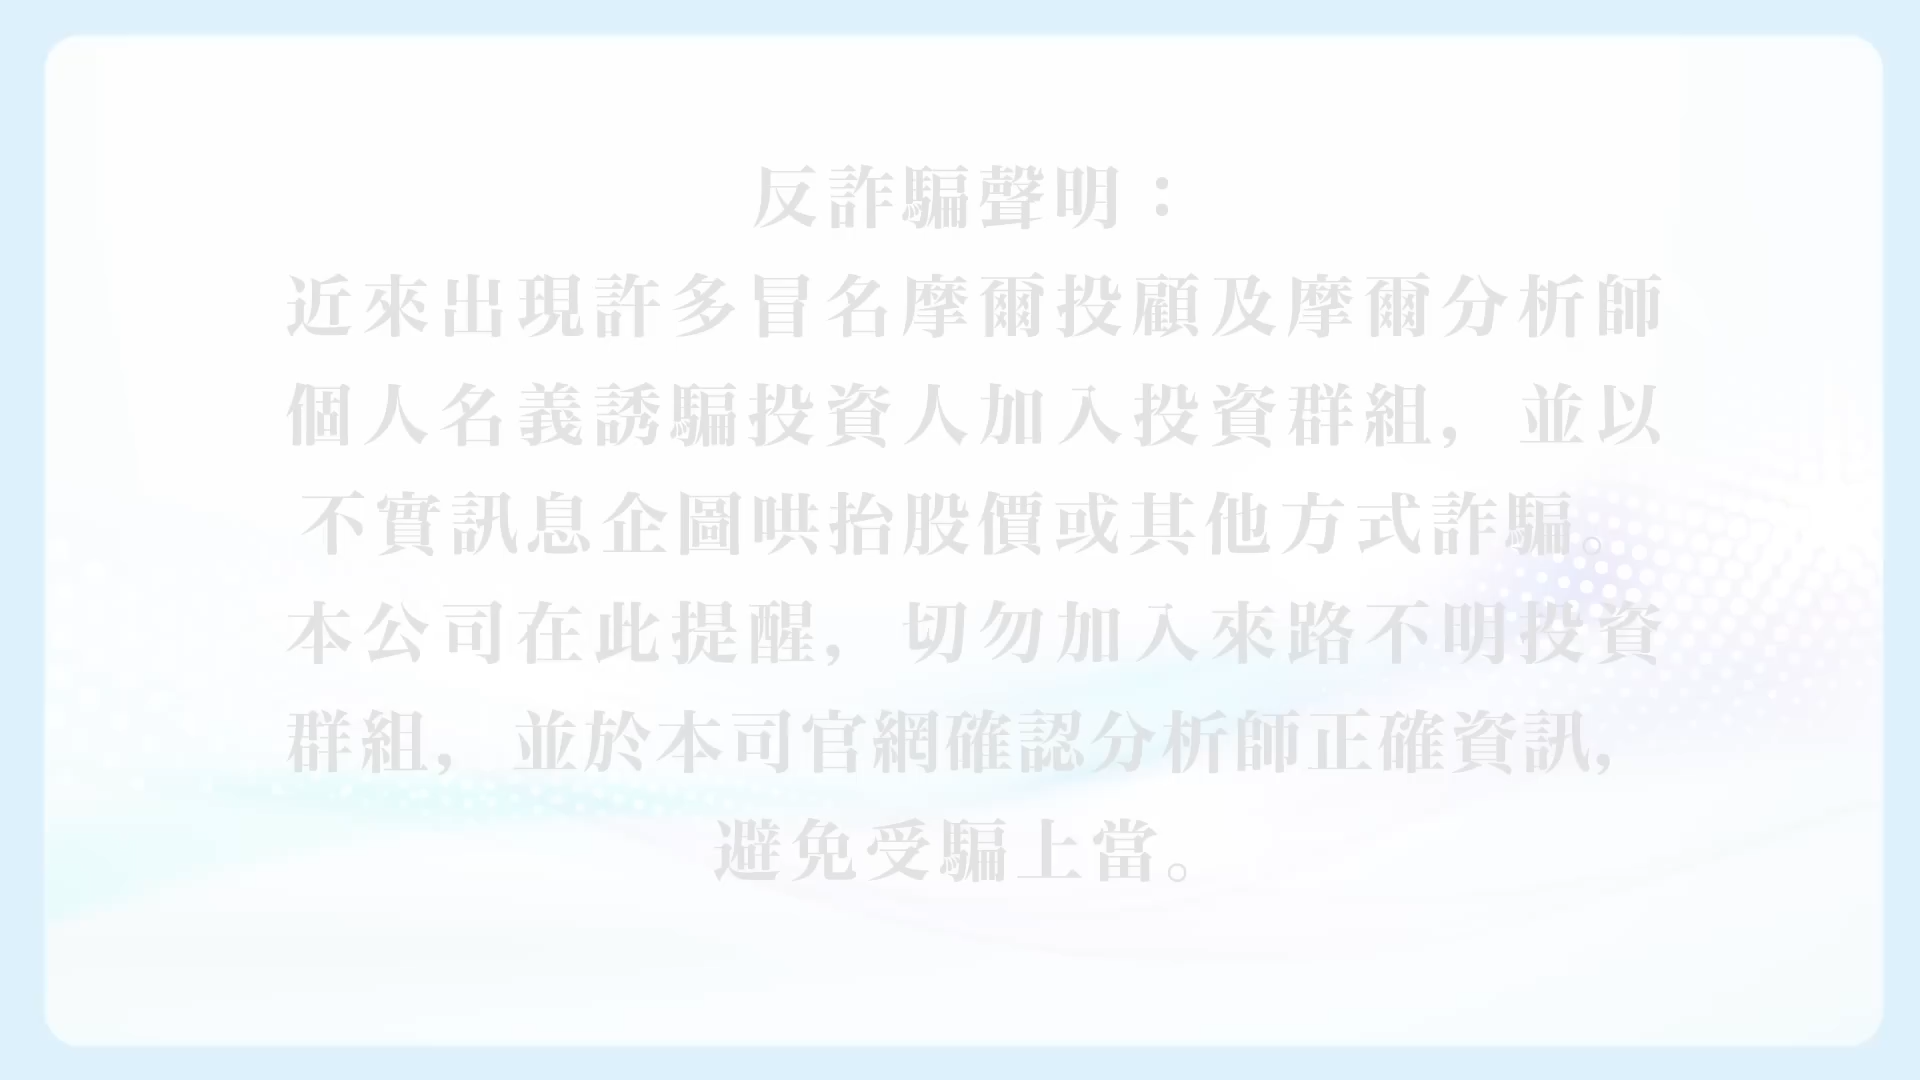 反詐騙聲明：
近來出現許多冒名摩爾投顧及摩爾分析師
個人名義誘騙投資人加入投資群組，並以
不實訊息企圖哄抬股價或其他方式詐騙。
本公司在此提醒，切勿加入來路不明投資
群組，並於本司官網確認分析師正確資訊，
避免受騙上當。